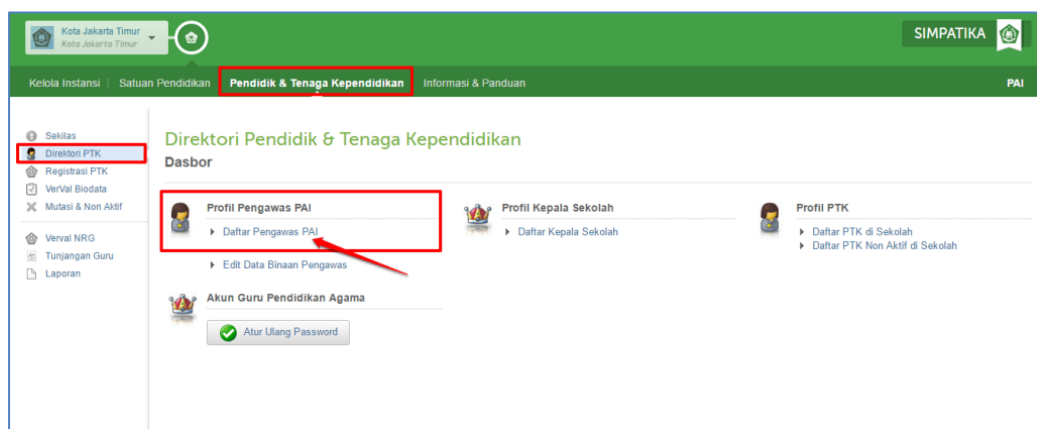 Kota Jakarta Timur
Kota Jakarta Timur
SIMPATIKA
Kelola Instansi
Satuan Pendidikan
Pendidik & Tenaga Kependidikan
Informasi & Panduan
PAI
Sekilas
Direktori PTK
Registrasi PTK
VerVal Biodata
Mutasi & Non Aktif
Verval NRG
Tunjangan Guru
Laporan
Direktori Pendidik & Tenaga Kependidikan
Dasbor
Profil Pengawas PAI
Daftar Pengawas PAI
Edit Data Binaan Pengawas
Profil Kepala Sekolah
Daftar Kepala Sekolah
Profil PTK
Daftar PTK di Sekolah
Daftar PTK Non Aktif di Sekolah
Akun Guru Pendidikan Agama
Atur Ulang Password